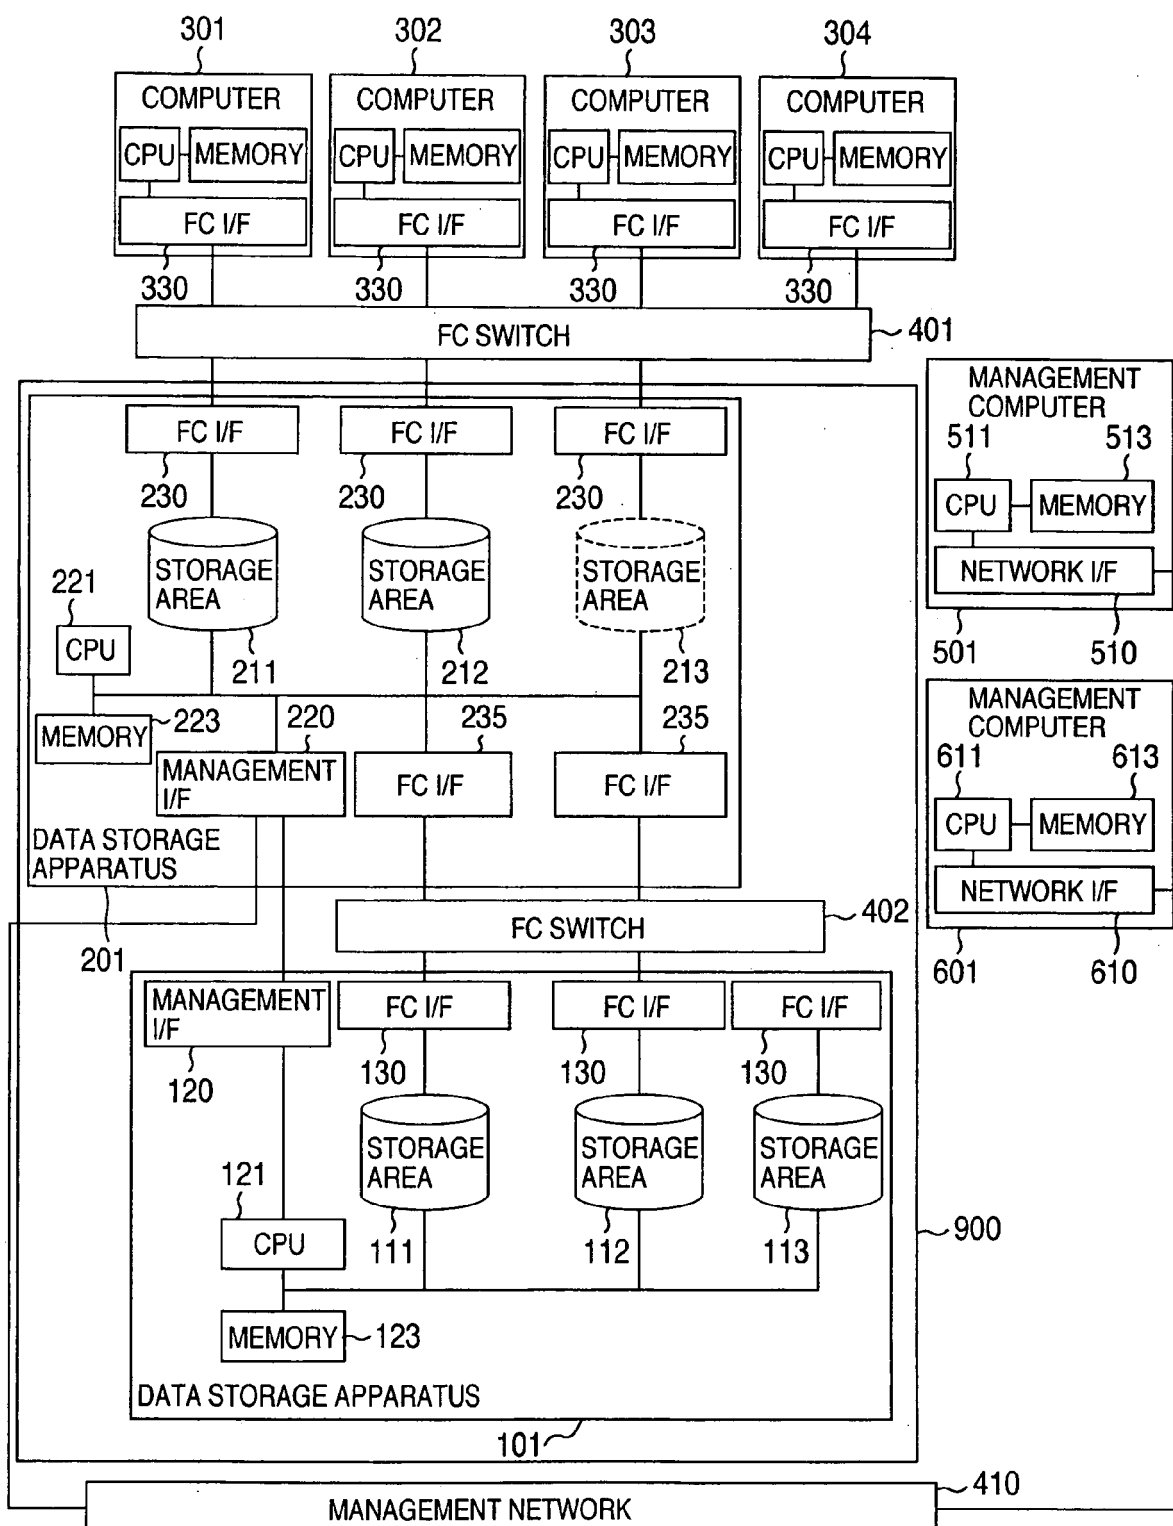 301 302 303 304
COMPUTER COMPUTER COMPUTER COMPUTER
CPU MEMORY CPU MEMORY CPU MEMORY CPU MEMORY
FC I/F FC I/F FC I/F FC I/F
330 330 330 330
FC SWITCH 401
MANAGEMENT
COMPUTER
FC I/F FC I/F FC I/F
511 513
230 230 230
CPU MEMORY
STORAGE
AREA
STORAGE
AREA
STORAGE
AREA
NETWORK I/F
221
CPU
211 212 213
501 510
MANAGEMENT
COMPUTER
223 220 235 235
MEMORY
MANAGEMENT
I/F
FC I/F FC I/F
611 613
CPU MEMORY
DATA STORAGE
APPARATUS
NETWORK I/F
402
FC SWITCH
201
601 610
MANAGEMENT
I/F
FC I/F FC I/F FC I/F
120 130 130 130
STORAGE
AREA
STORAGE
AREA
STORAGE
AREA
121
CPU
111 112 113
900
MEMORY 123
DATA STORAGE APPARATUS
101
410
MANAGEMENT NETWORK